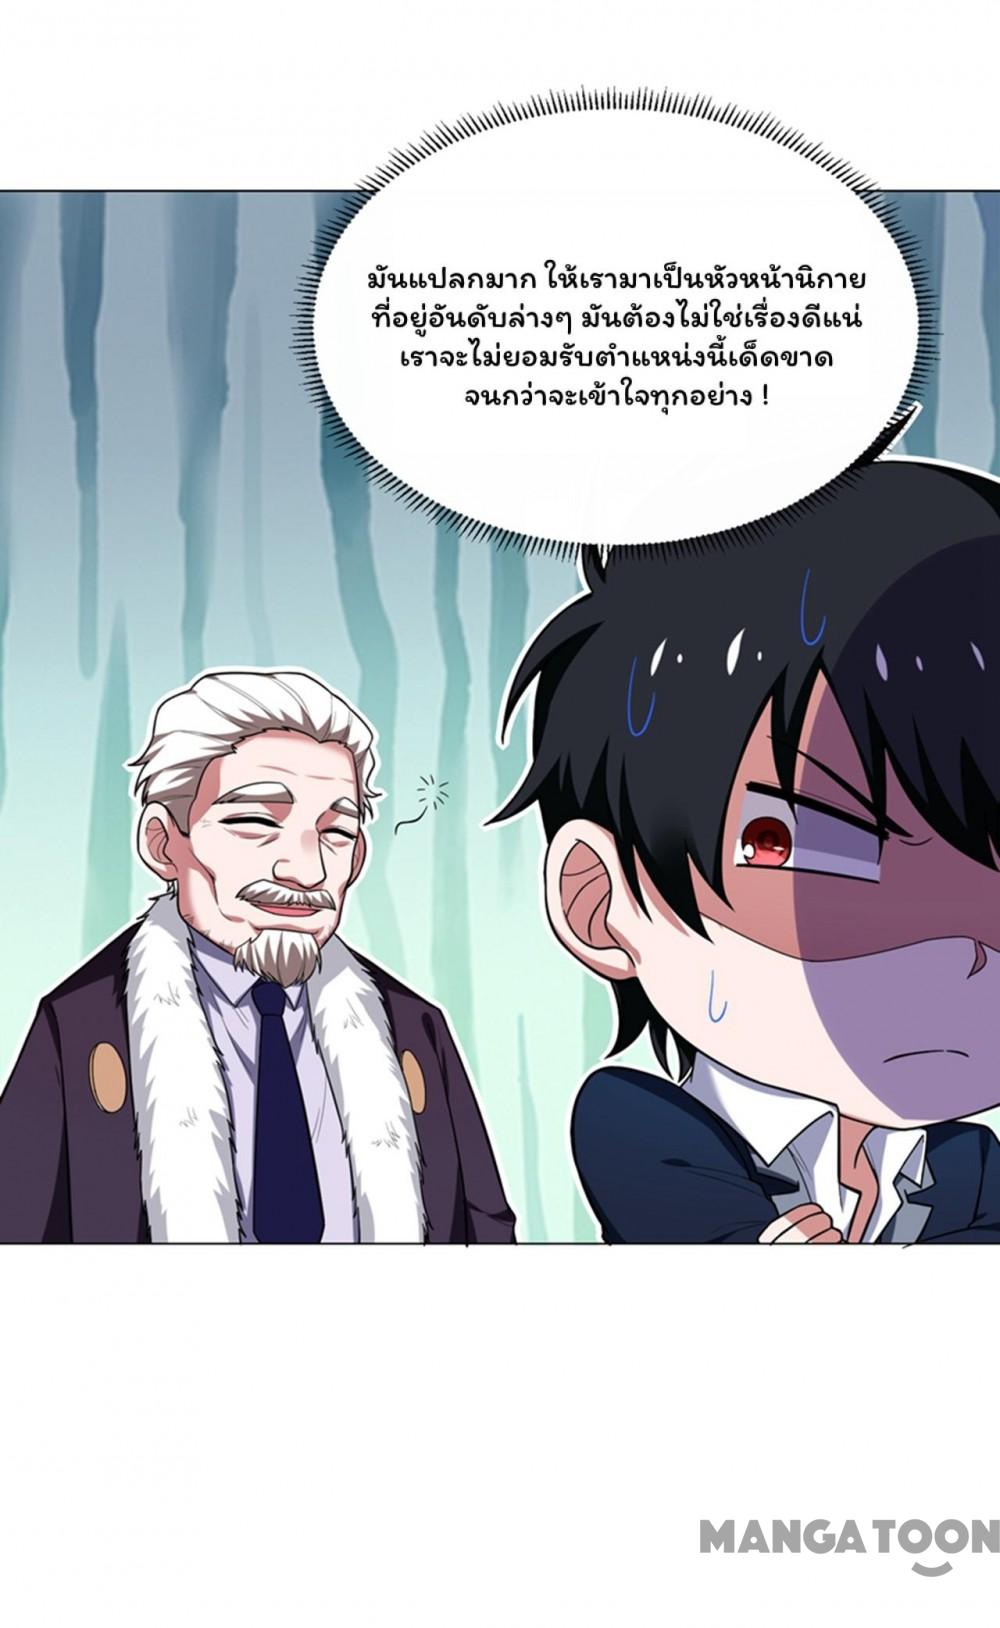 มันแปลกมาก ให้เรามาเป็นหัวหน้านิกาย
ที่อยู่อันดับล่างๆ มันต้องไม่ใช่เรื่องดีแน่
เราจะไม่ยอมรับตำแหน่งนี้เด็ดขาด
จนกว่าจะเข้าใจทุกอย่าง !
MANGATOON